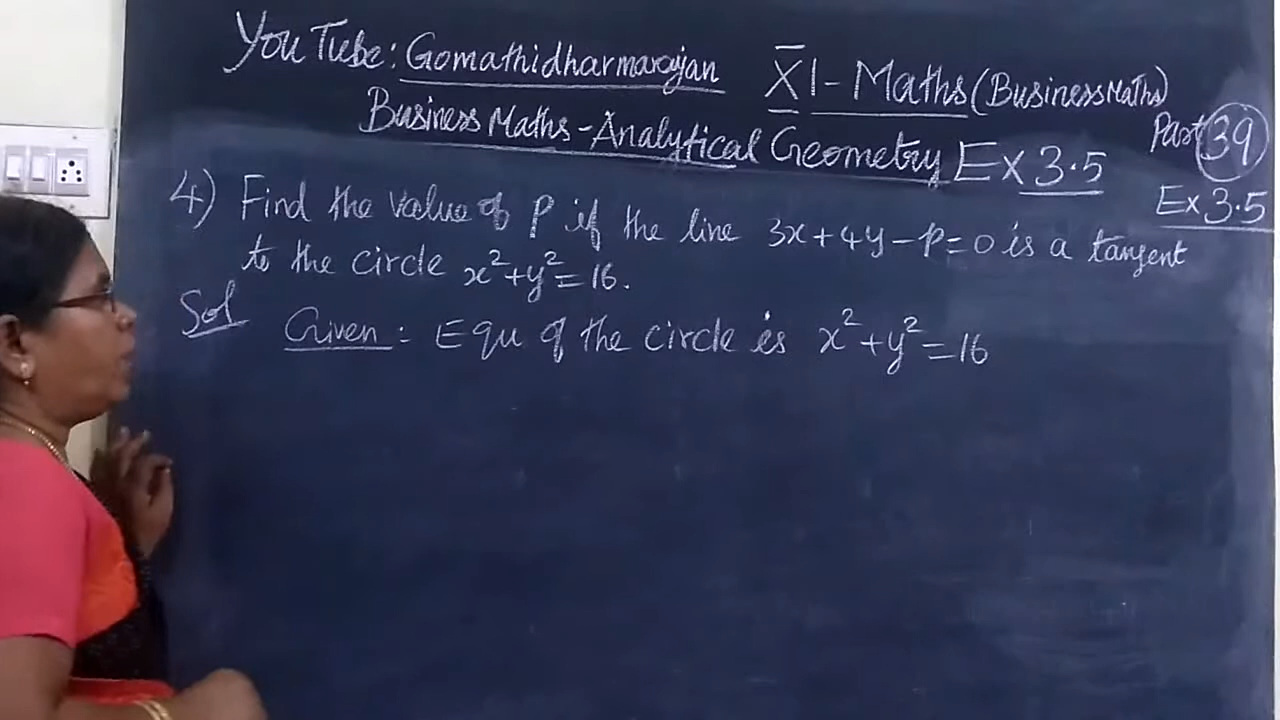 YouTube: Gomathidharmarajan XI - Maths (Business Maths)
Business Maths - Analytical Geometry Ex 3.5 Part 39
Ex 3.5
4) Find the value of P if the line 3x+4y-P=0 is a tangent
to the circle x²+y²=16.
Sol
Given: Equ of the circle is x²+y²=16